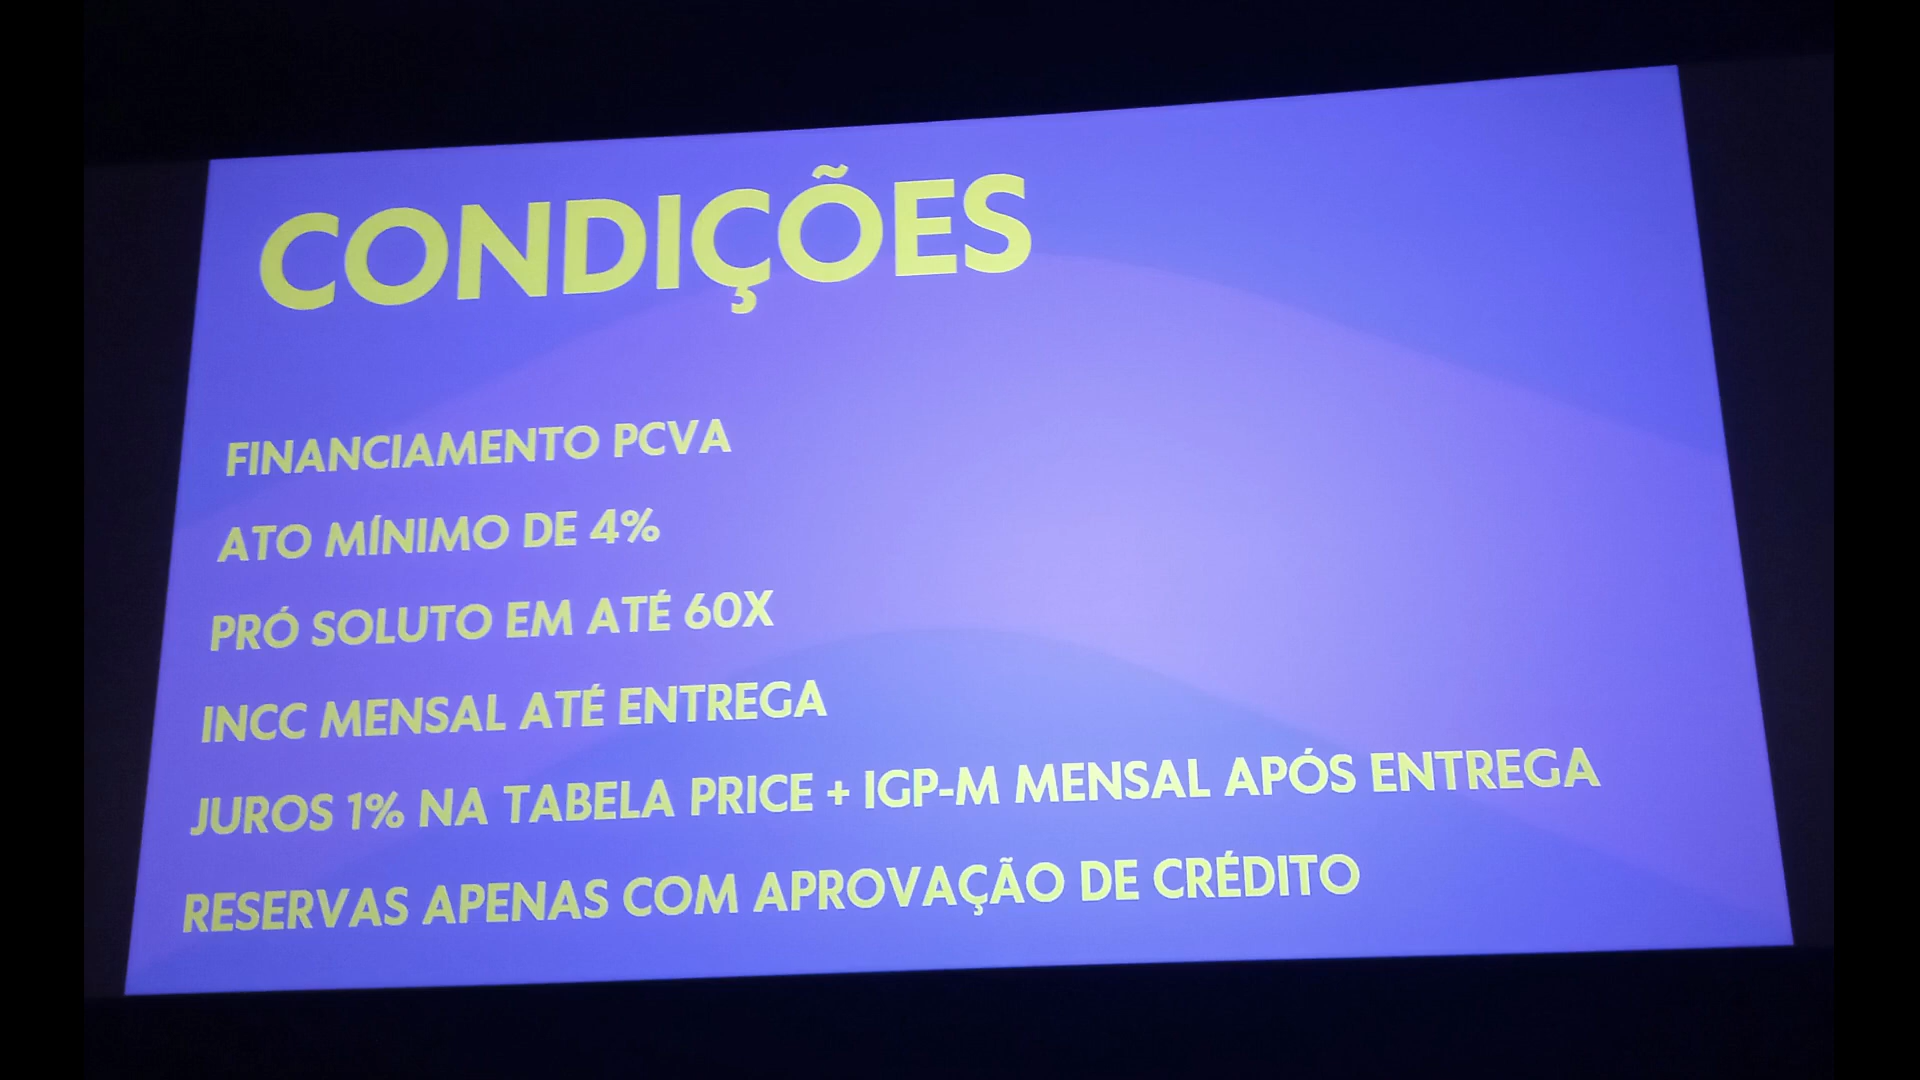 CONDIÇÕES
FINANCIAMENTO PCVA
ATO MÍNIMO DE 4%
PRÓ SOLUTO EM ATÉ 60X
INCC MENSAL ATÉ ENTREGA
JUROS 1% NA TABELA PRICE + IGP-M MENSAL APÓS ENTREGA
RESERVAS APENAS COM APROVAÇÃO DE CRÉDITO